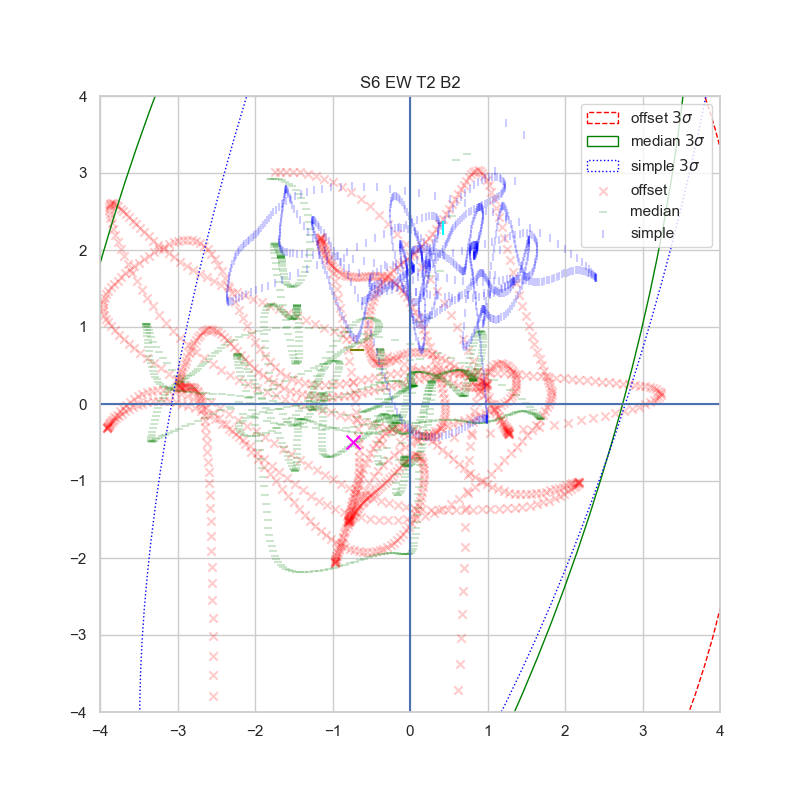 S6 EW T2 B2
4
3
2
1
0
−1
−2
−3
−4
−4
−3
−2
−1
0
1
2
3
4
offset 3σ
median 3σ
simple 3σ
offset
median
simple